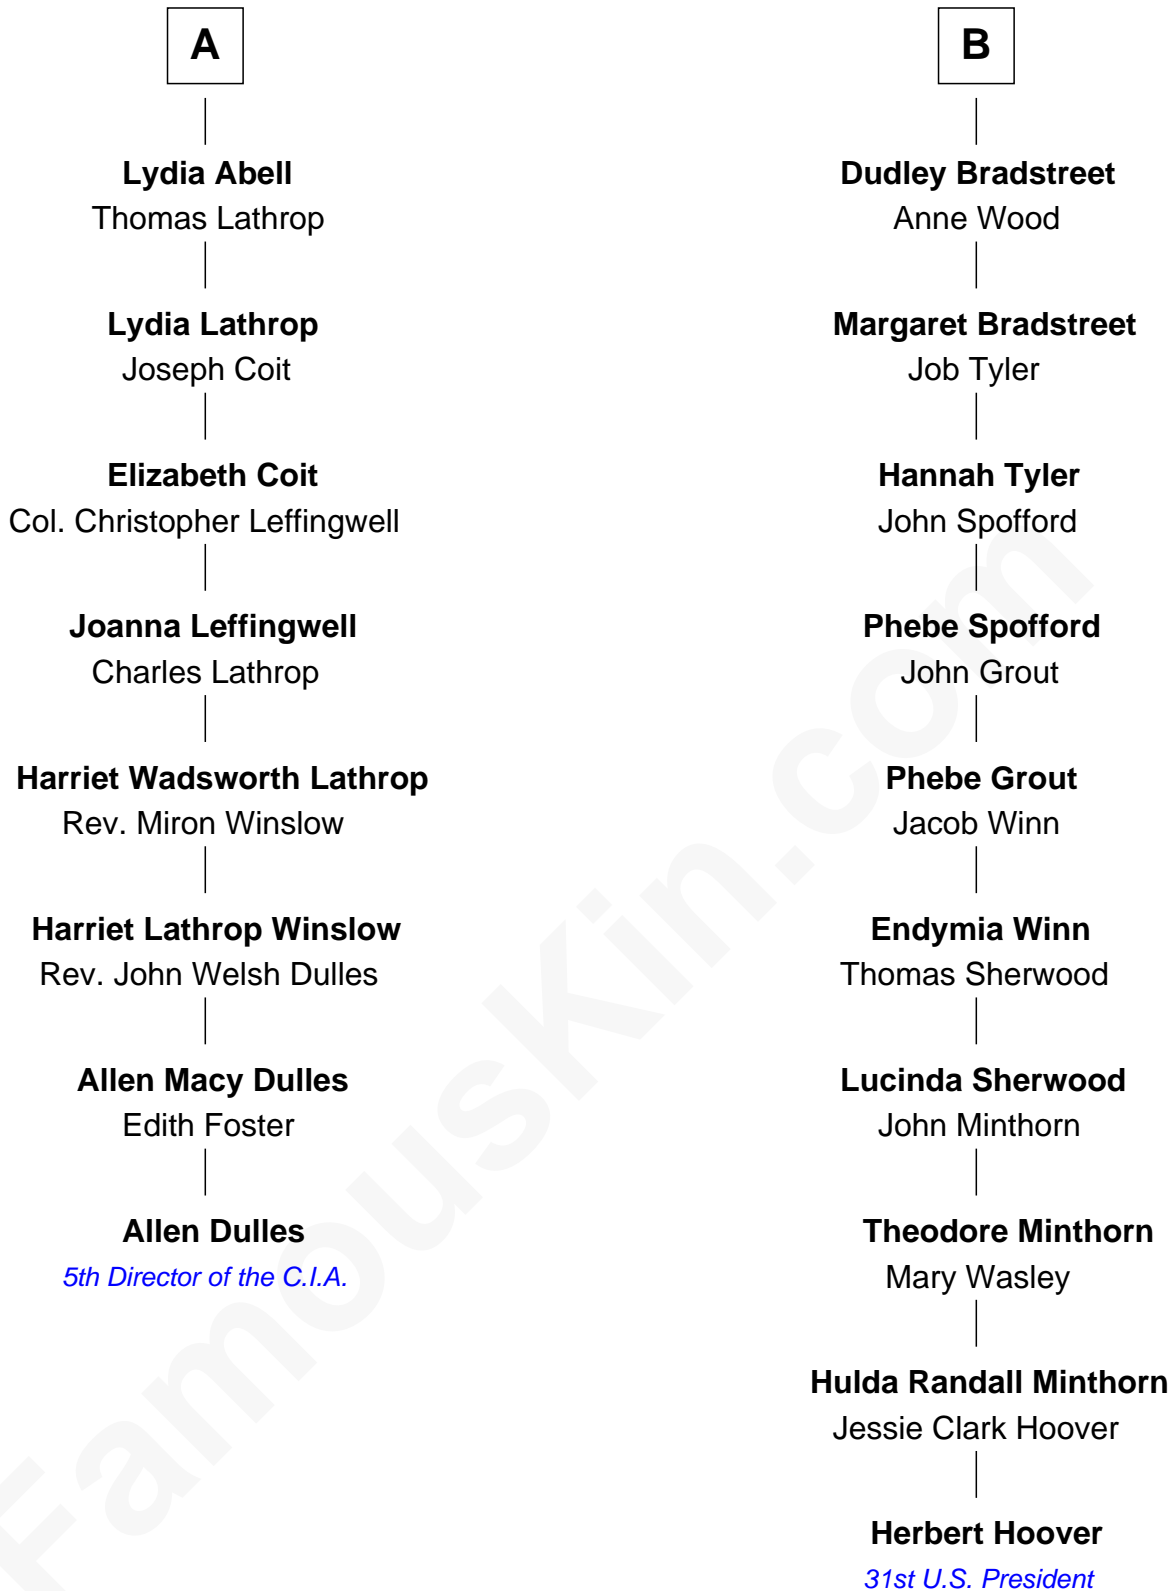 A
Lydia Abell
Thomas Lathrop
Lydia Lathrop
Joseph Coit
Elizabeth Coit
Col. Christopher Leffingwell
Joanna Leffingwell
Charles Lathrop
Harriet Wadsworth Lathrop
Rev. Miron Winslow
Harriet Lathrop Winslow
Rev. John Welsh Dulles
Allen Macy Dulles
Edith Foster
Allen Dulles
5th Director of the C.I.A.
B
Dudley Bradstreet
Anne Wood
Margaret Bradstreet
Job Tyler
Hannah Tyler
John Spofford
Phebe Spofford
John Grout
Phebe Grout
Jacob Winn
Endymia Winn
Thomas Sherwood
Lucinda Sherwood
John Minthorn
Theodore Minthorn
Mary Wasley
Hulda Randall Minthorn
Jessie Clark Hoover
Herbert Hoover
31st U.S. President
FamousKin.com